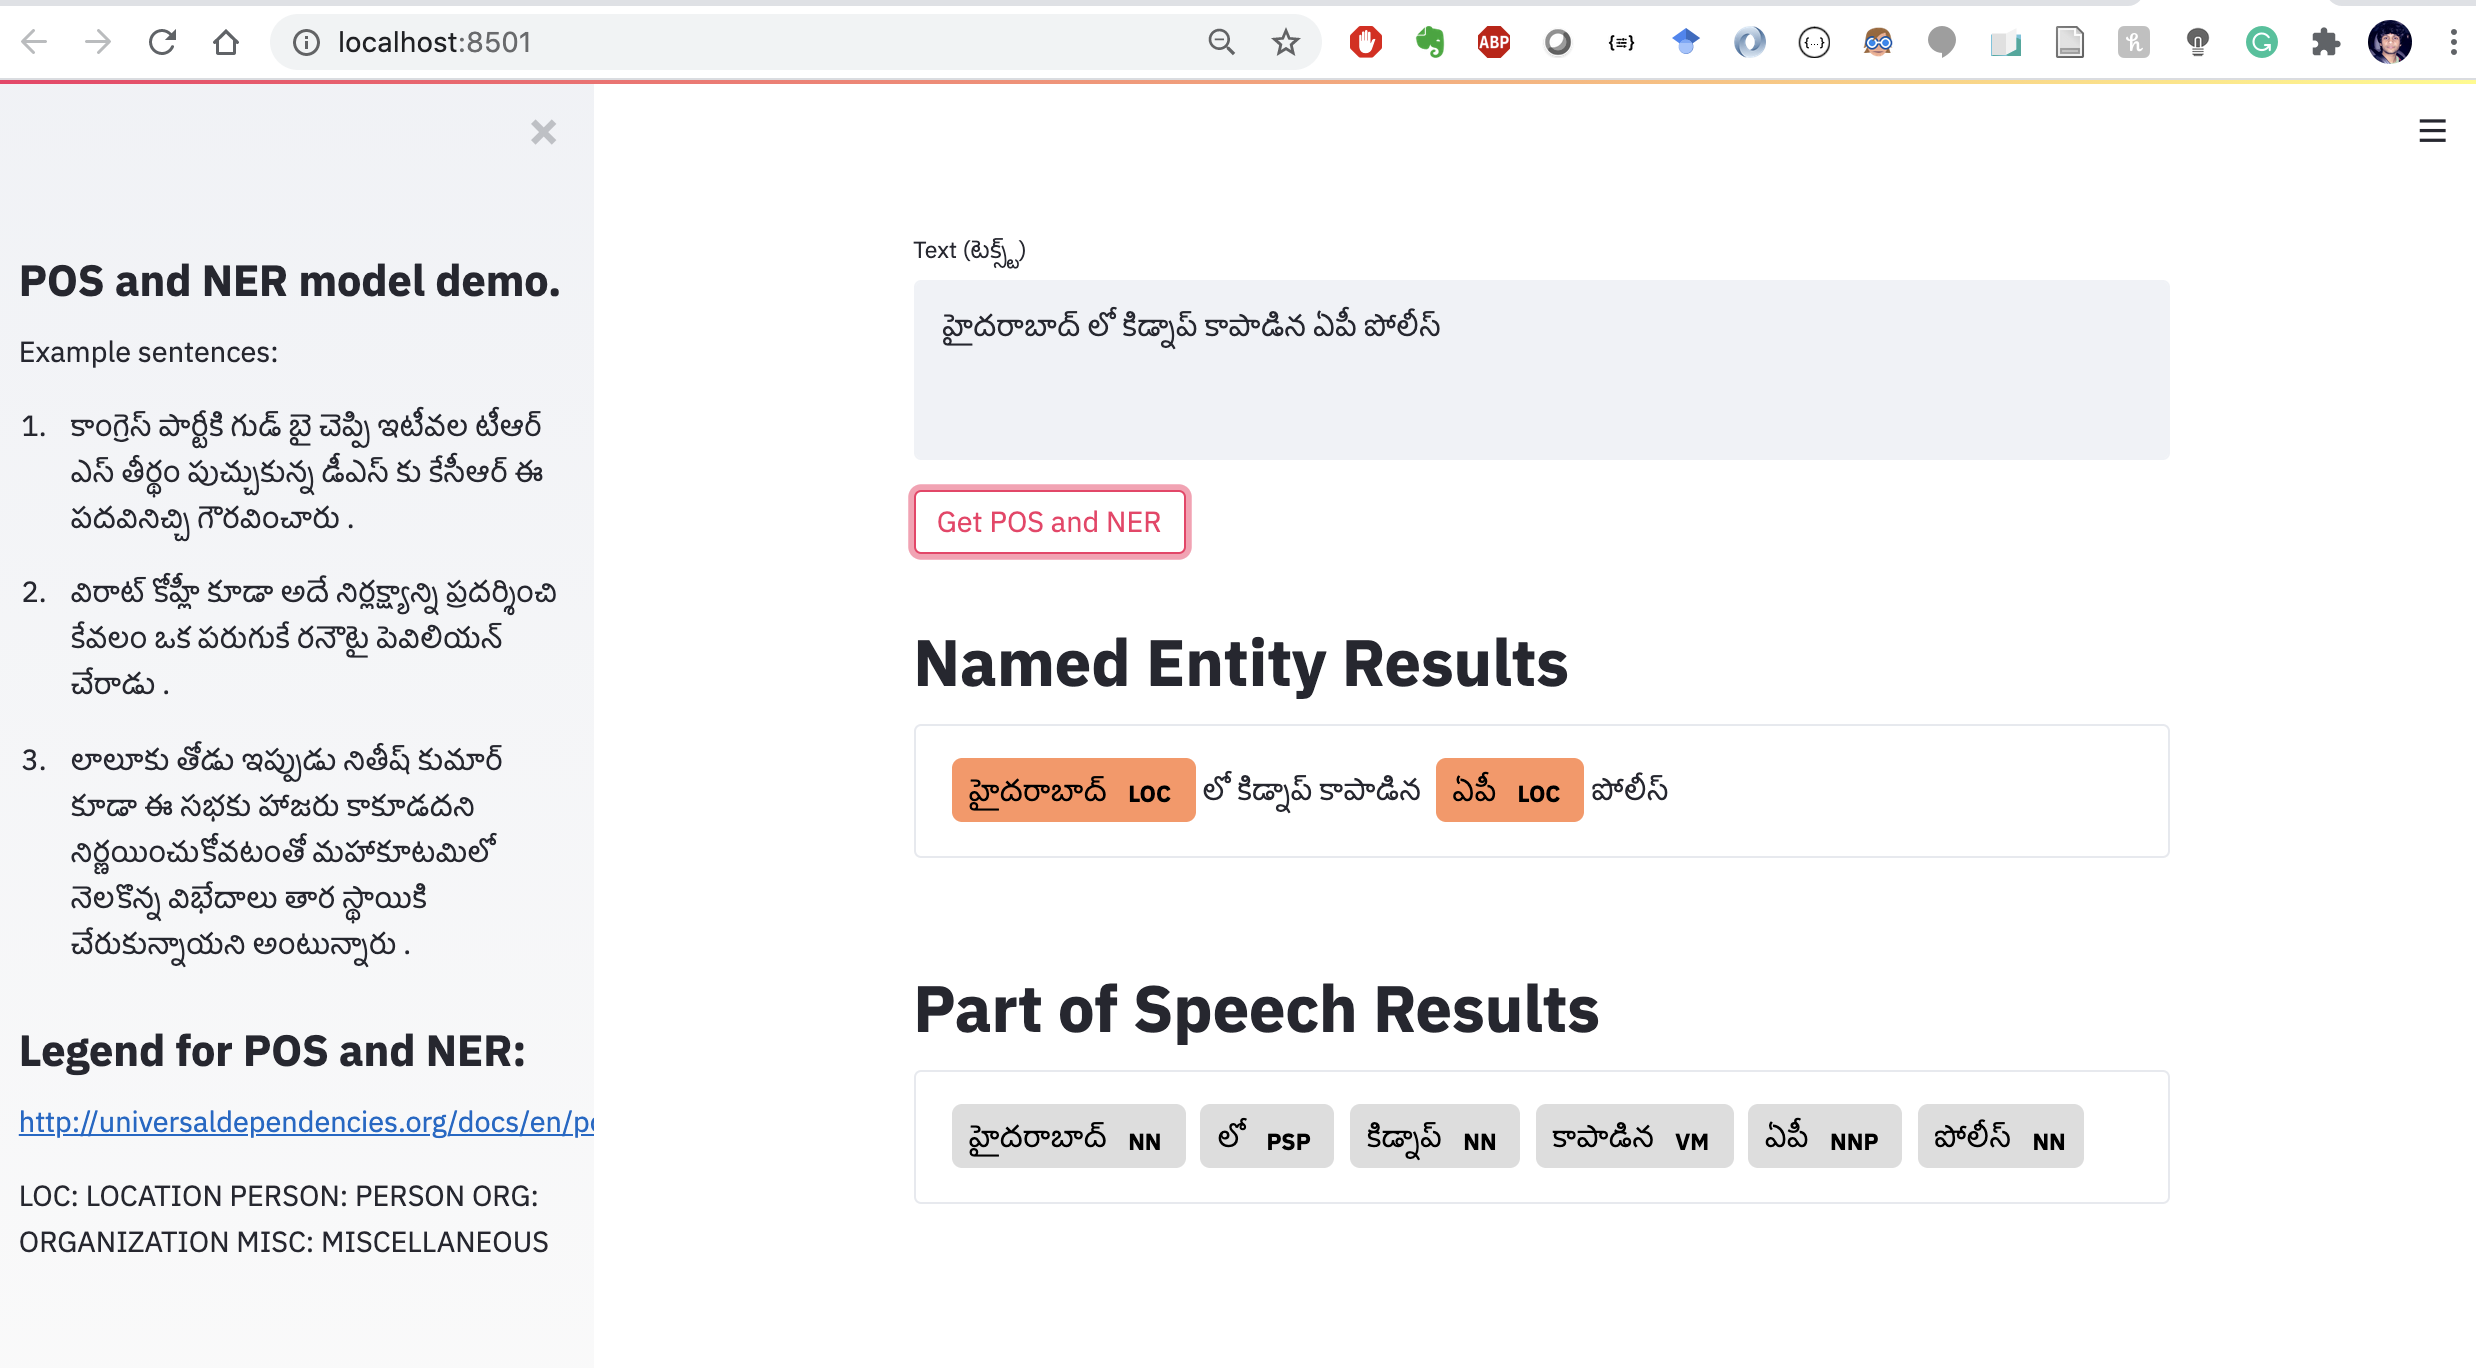 localhost:8501
ABP
POS and NER model demo.
Example sentences:
1. కాంగ్రెస్ పార్టీకి గుడ్ బై చెప్పి ఇటీవల టీఆర్
ఎస్ తీర్థం పుచ్చుకున్న డీఎస్ కు కేసీఆర్ ఈ
పదవినిచ్చి గౌరవించారు .
2. విరాట్ కోహ్లీ కూడా అదే నిర్లక్ష్యాన్ని ప్రదర్శించి
కేవలం ఒక పరుగుకే రనౌటై పెవిలియన్
చేరాడు .
3. లాలూకు తోడు ఇప్పుడు నితీష్ కుమార్
కూడా ఈ సభకు హాజరు కాకూడదని
నిర్ణయించుకోవటంతో మహాకూటమిలో
నెలకొన్న విభేదాలు తార స్థాయికి
చేరుకున్నాయని అంటున్నారు .
Legend for POS and NER:
http://universaldependencies.org/docs/en/po
LOC: LOCATION PERSON: PERSON ORG:
ORGANIZATION MISC: MISCELLANEOUS
Text (టెక్స్ట్)
హైదరాబాద్ లో కిడ్నాప్ కాపాడిన ఏపీ పోలీస్
Get POS and NER
Named Entity Results
హైదరాబాద్ LOC లో కిడ్నాప్ కాపాడిన ఏపీ LOC పోలీస్
Part of Speech Results
హైదరాబాద్ NN లో PSP కిడ్నాప్ NN కాపాడిన VM ఏపీ NNP పోలీస్ NN